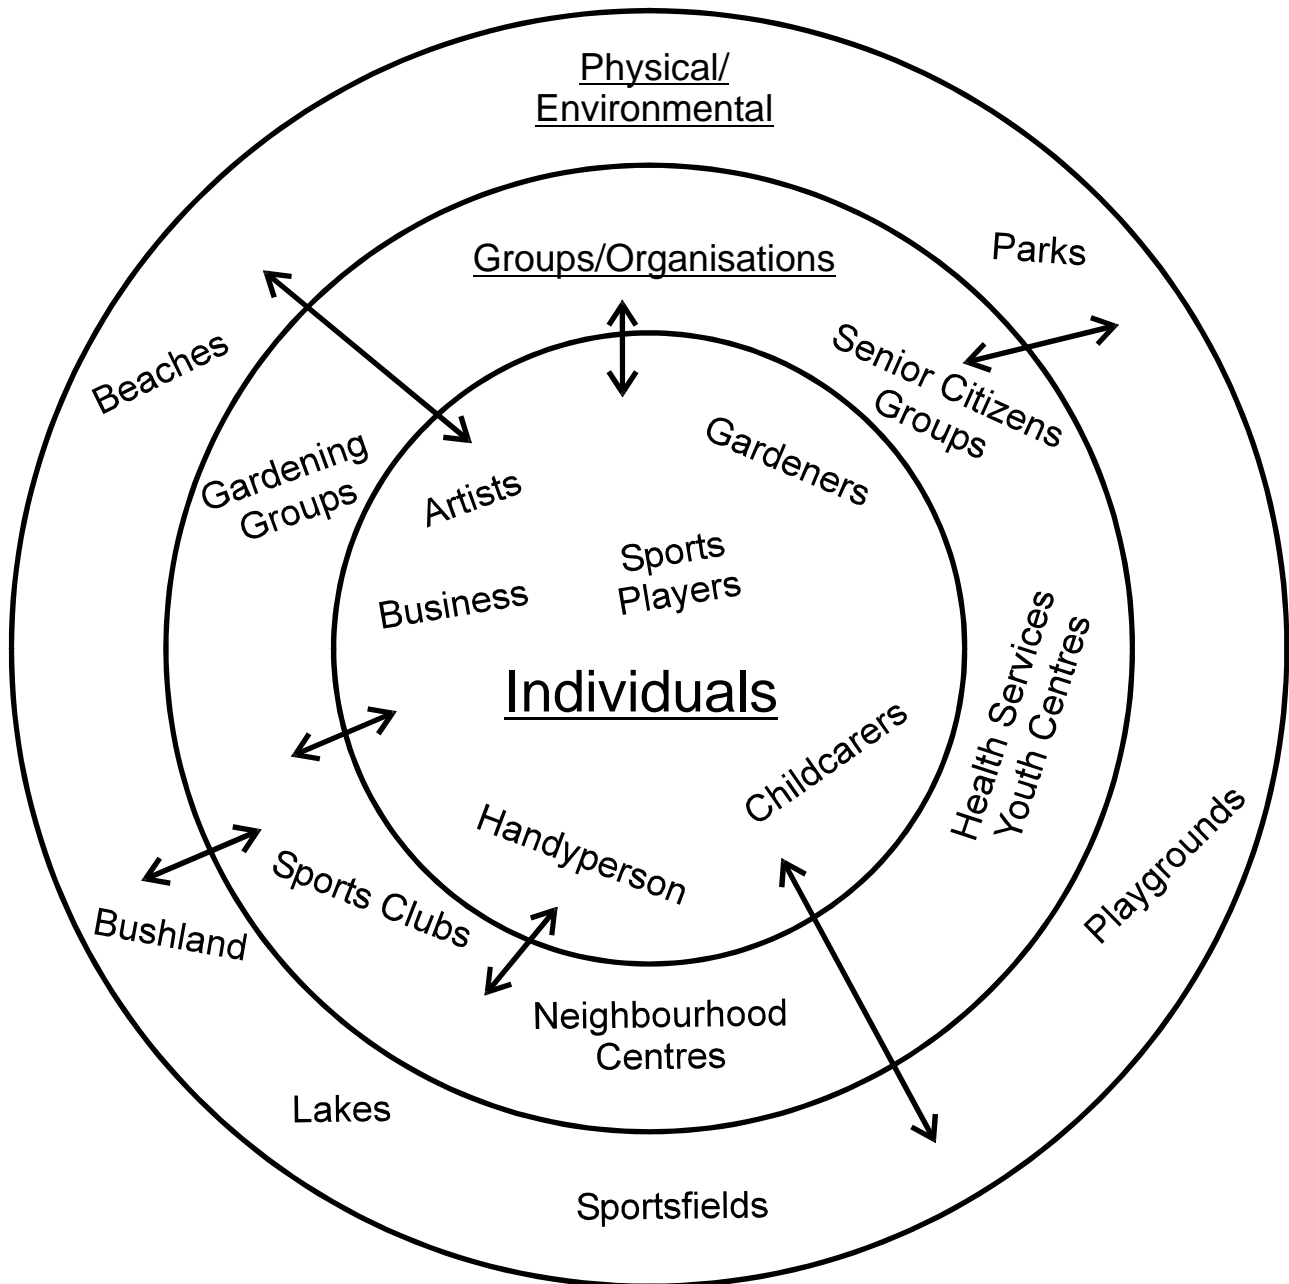 Physical/
Environmental
Groups/Organisations
Parks
Beaches
Senior Citizens
Groups
Gardening
Groups
Gardeners
Artists
Sports
Players
Business
Individuals
Health Services
Youth Centres
Childcarers
Handyperson
Playgrounds
Sports Clubs
Bushland
Neighbourhood
Centres
Lakes
Sportsfields